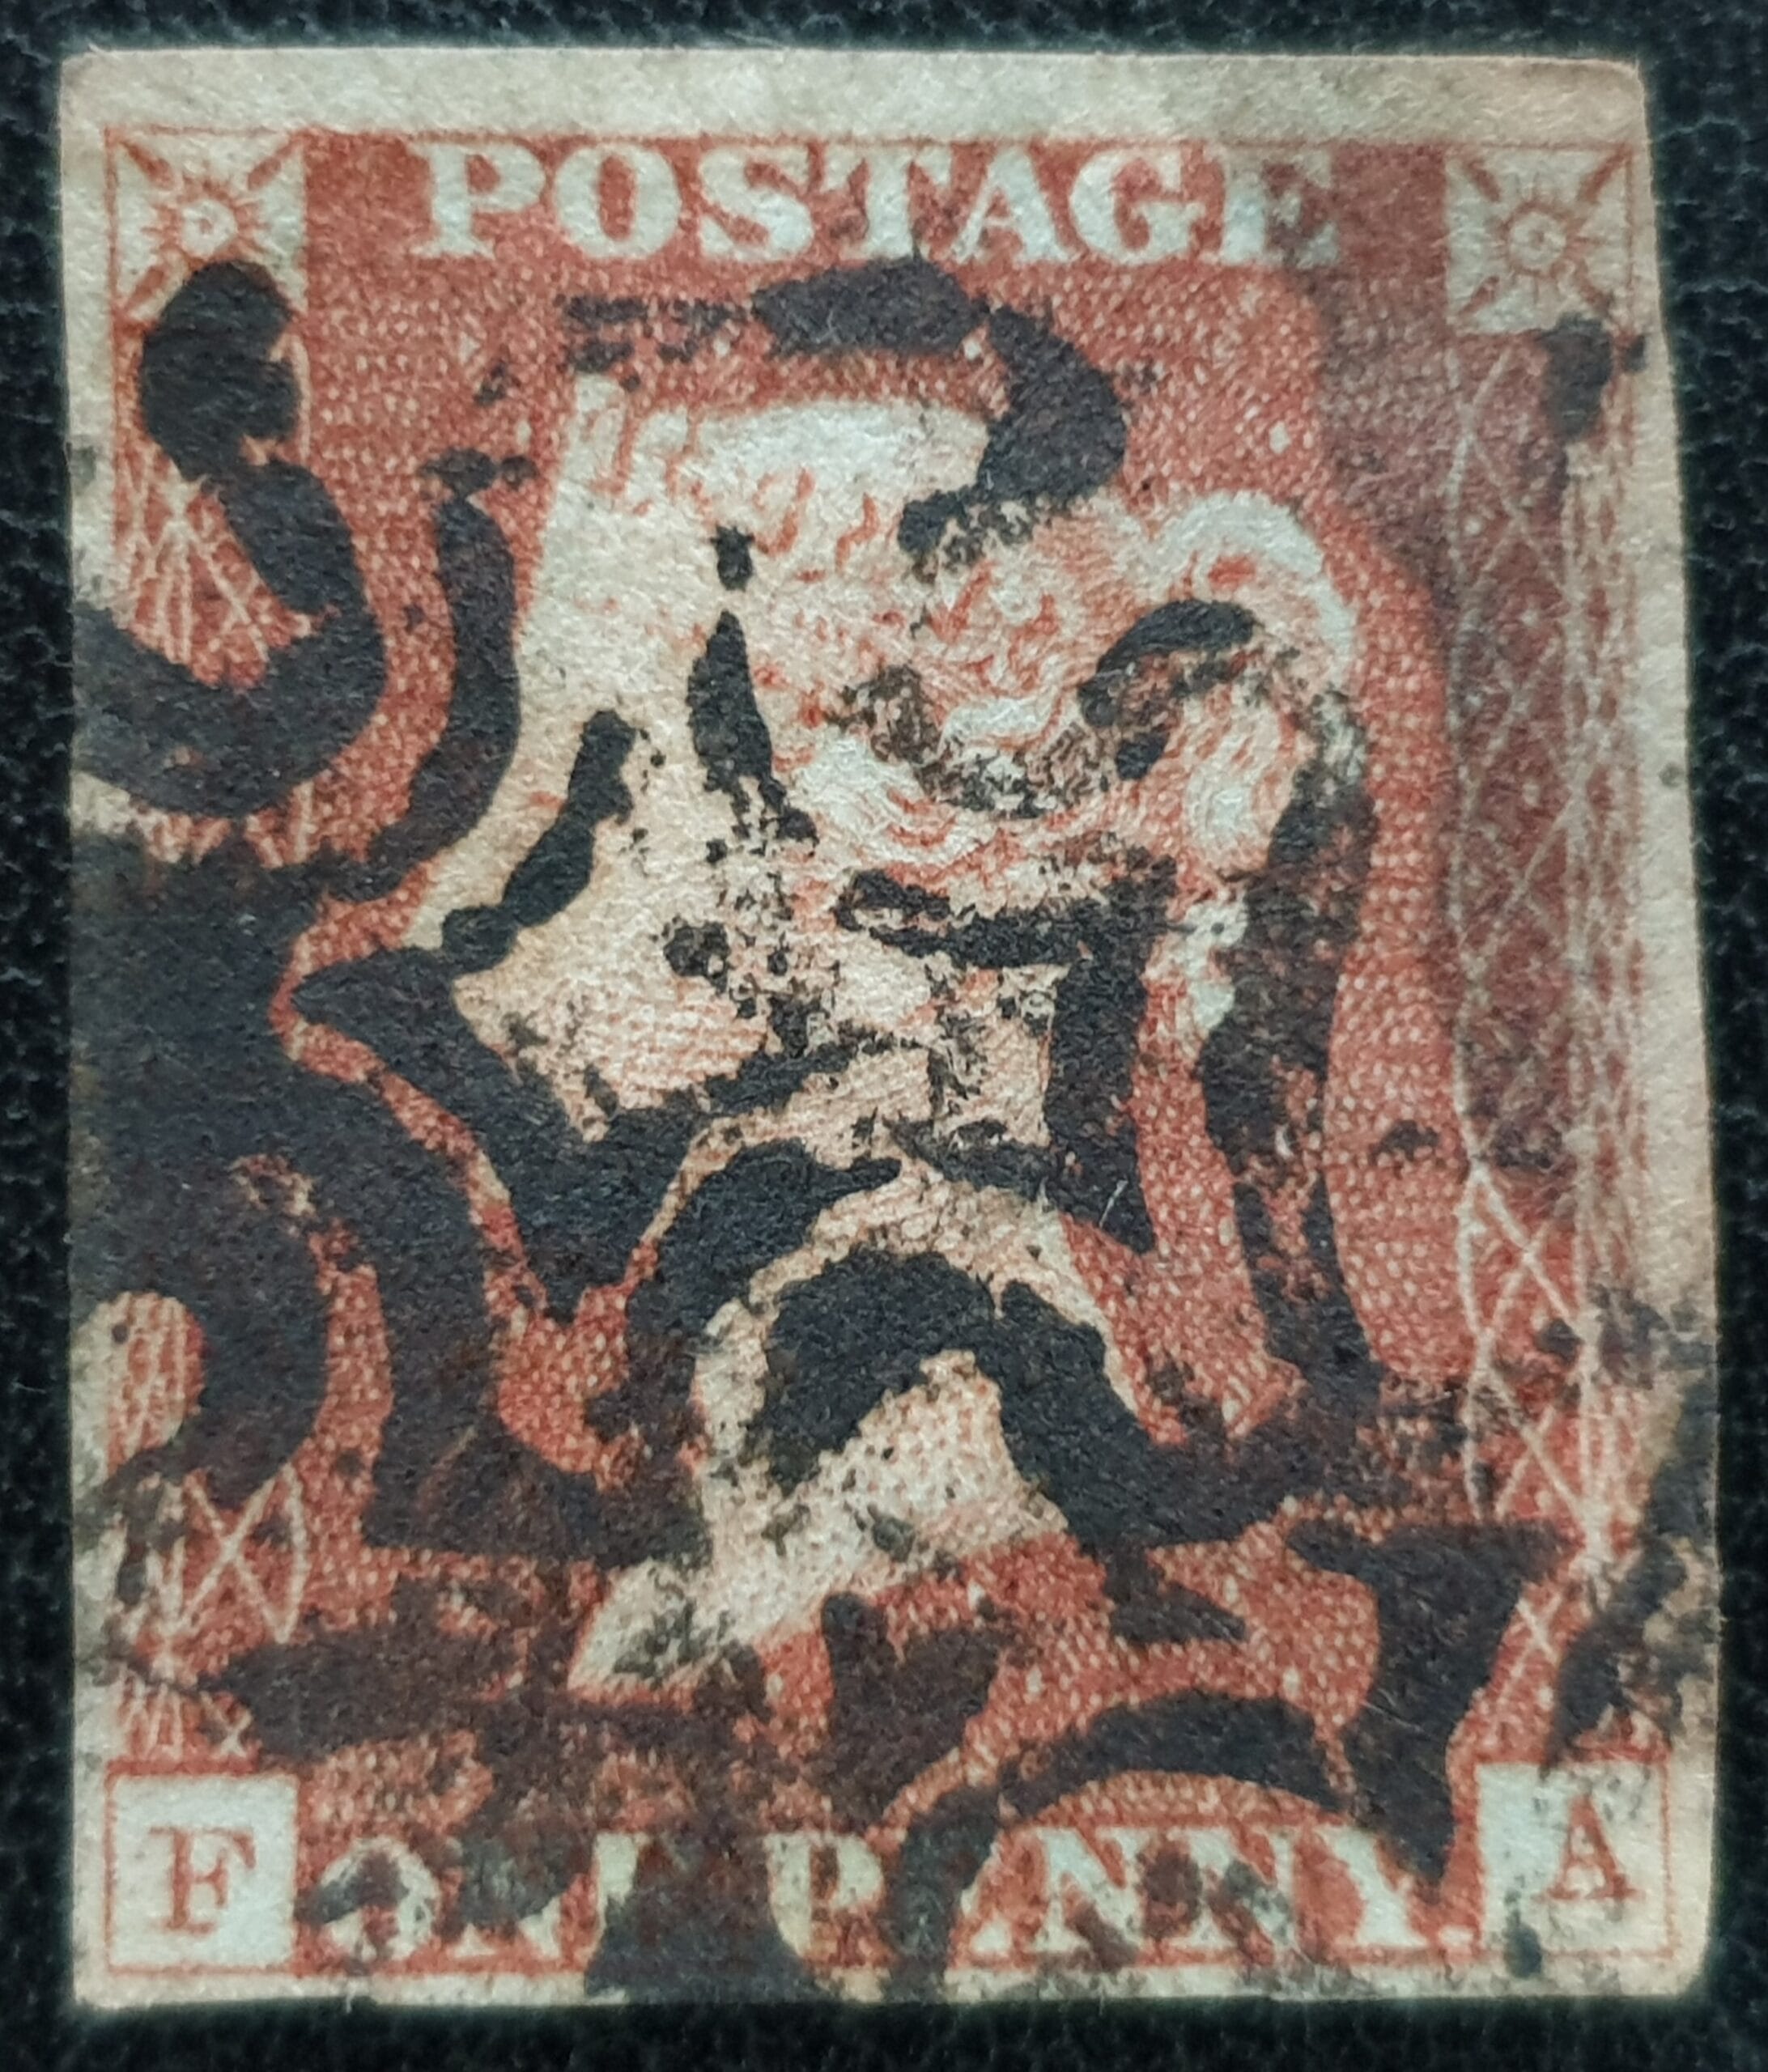 POSTAGE
F ONE PENNY. A